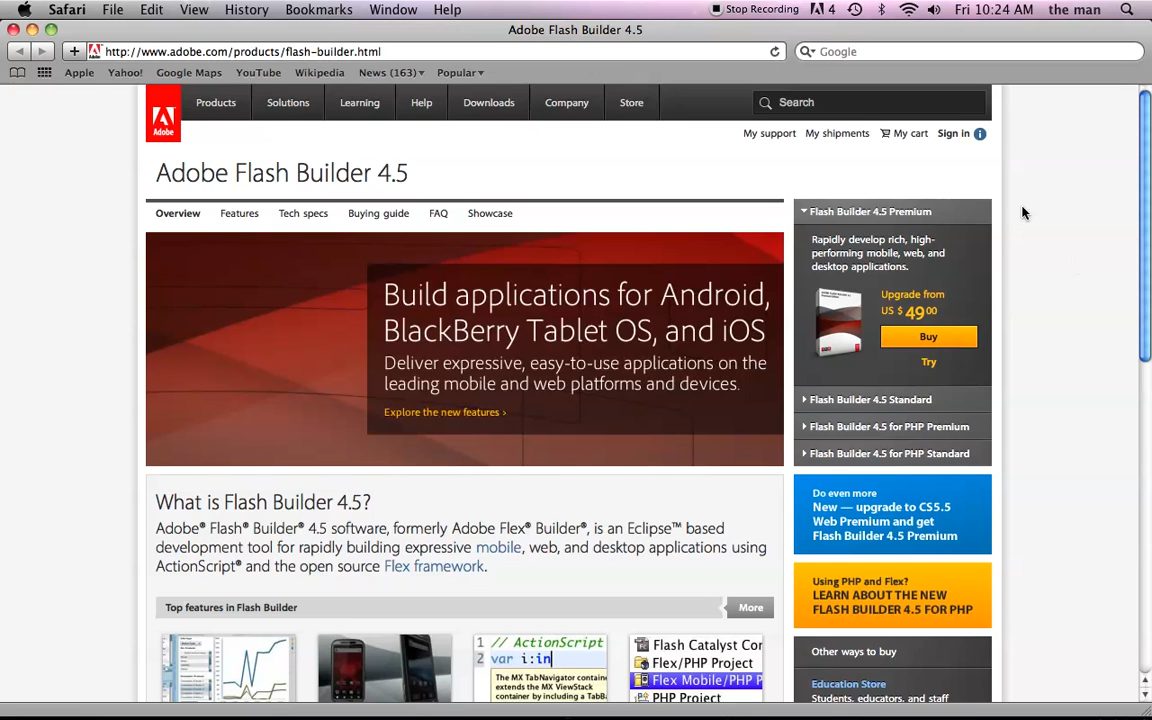 Safari File Edit View History Bookmarks Window Help Stop Recording 4 Fri 10:24 AM the man
Adobe Flash Builder 4.5
http://www.adobe.com/products/flash-builder.html
Google
Apple Yahoo! Google Maps YouTube Wikipedia News (163) Popular
Adobe
Products Solutions Learning Help Downloads Company Store
Search
My support My shipments My cart Sign in
Adobe Flash Builder 4.5
Overview Features Tech specs Buying guide FAQ Showcase
Build applications for Android,
BlackBerry Tablet OS, and iOS
Deliver expressive, easy-to-use applications on the
leading mobile and web platforms and devices.
Explore the new features ›
Flash Builder 4.5 Premium
Rapidly develop rich, high-
performing mobile, web, and
desktop applications.
Upgrade from
US $ 49 00
Buy
Try
Flash Builder 4.5 Standard
Flash Builder 4.5 for PHP Premium
Flash Builder 4.5 for PHP Standard
What is Flash Builder 4.5?
Adobe® Flash® Builder® 4.5 software, formerly Adobe Flex® Builder®, is an Eclipse™ based
development tool for rapidly building expressive mobile, web, and desktop applications using
ActionScript® and the open source Flex framework.
Do even more
New — upgrade to CS5.5
Web Premium and get
Flash Builder 4.5 Premium
Using PHP and Flex?
LEARN ABOUT THE NEW
FLASH BUILDER 4.5 FOR PHP
Top features in Flash Builder More
1 // ActionScript
2 var i:in
The MX TabNavigator containe
extends the MX ViewStack
container by including a TabBa
Flash Catalyst Cor
Flex/PHP Project
Flex Mobile/PHP P
PHP Project
Other ways to buy
Education Store
Students, educators, and staff